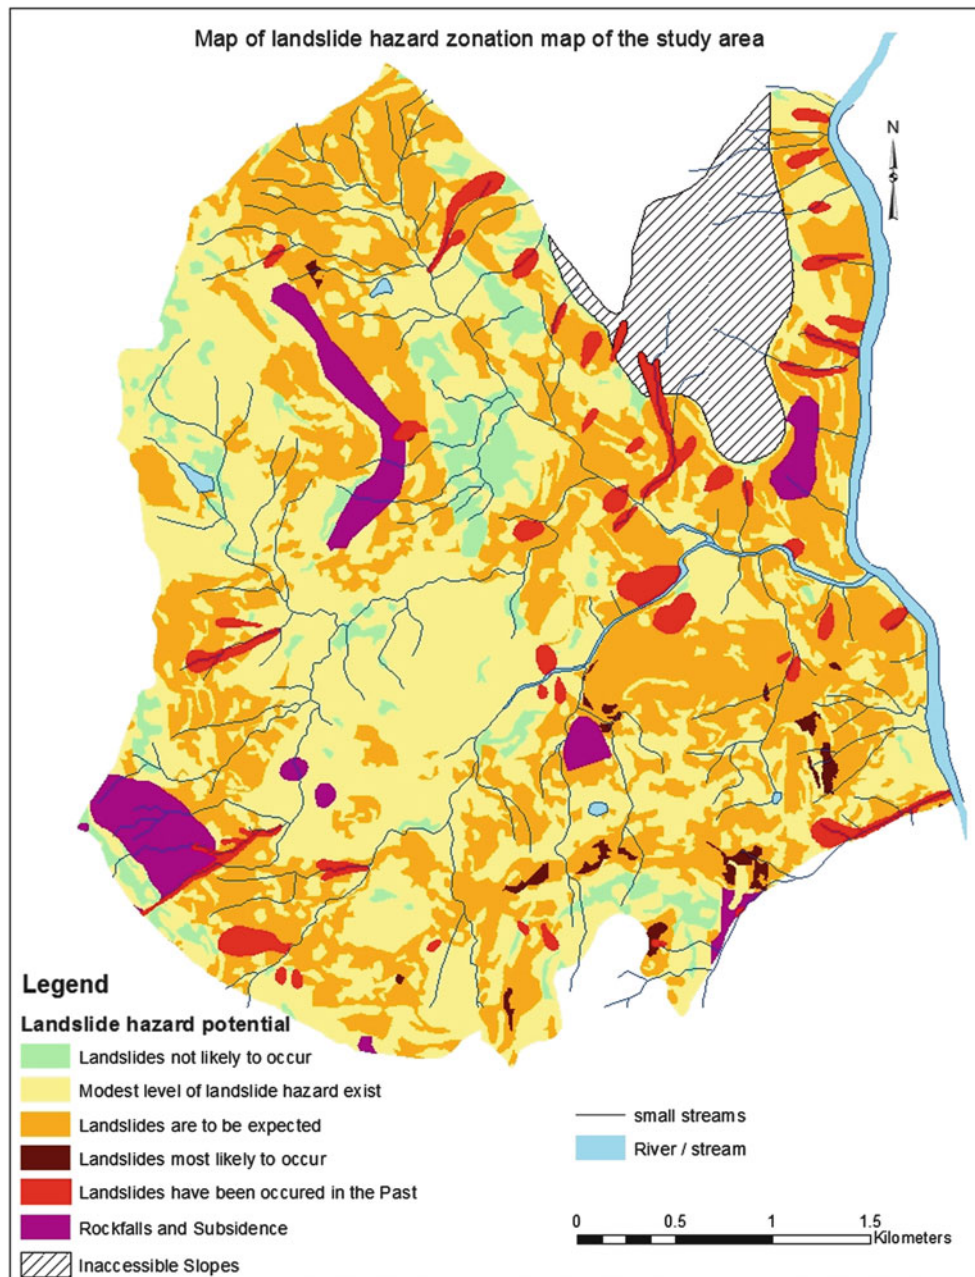 Map of landslide hazard zonation map of the study area
N
Legend
Landslide hazard potential
Landslides not likely to occur
Modest level of landslide hazard exist
Landslides are to be expected
Landslides most likely to occur
Landslides have been occured in the Past
Rockfalls and Subsidence
Inaccessible Slopes
small streams
River / stream
0 0.5 1 1.5
Kilometers